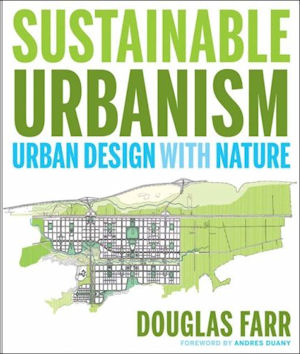 SUSTAINABLE
URBANISM
URBAN DESIGN WITH NATURE
DOUGLAS FARR
FOREWORD BY ANDRES DUANY